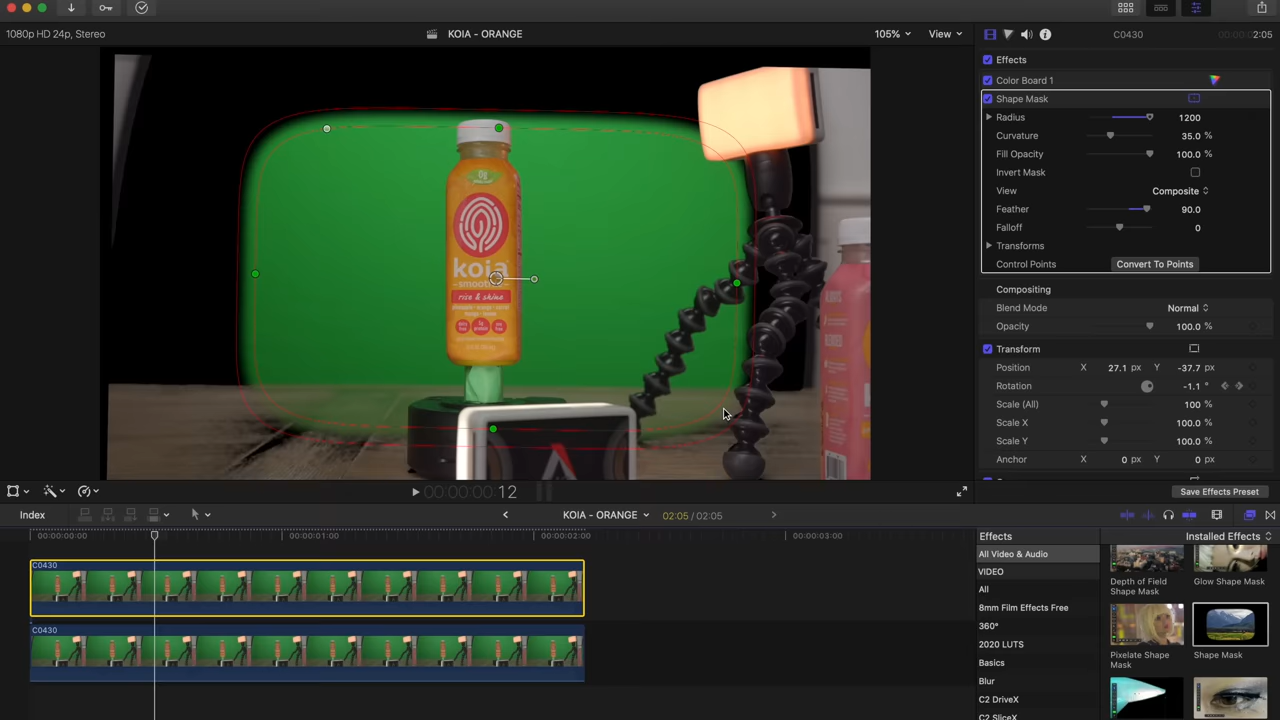 1080p HD 24p, Stereo
KOIA - ORANGE
105%
View
C0430
2:05
Effects
Color Board 1
Shape Mask
Radius 1200
Curvature 35.0 %
Fill Opacity 100.0 %
Invert Mask
View Composite
Feather 90.0
Falloff 0
Transforms
Control Points Convert To Points
Compositing
Blend Mode Normal
Opacity 100.0 %
Transform
Position X 27.1 px Y -37.7 px
Rotation -1.1 °
Scale (All) 100 %
Scale X 100.0 %
Scale Y 100.0 %
Anchor X 0 px Y 0 px
Save Effects Preset
0g
koia
smoothie
rise & shine
00:00:00:12
Index
KOIA - ORANGE
02:05 / 02:05
00:00:00:00
00:00:01:00
00:00:02:00
00:00:03:00
C0430
C0430
Effects
Installed Effects
All Video & Audio
VIDEO
All
8mm Film Effects Free
360°
2020 LUTS
Basics
Blur
C2 DriveX
C2 SliceX
Depth of Field Shape Mask
Glow Shape Mask
Pixelate Shape Mask
Shape Mask